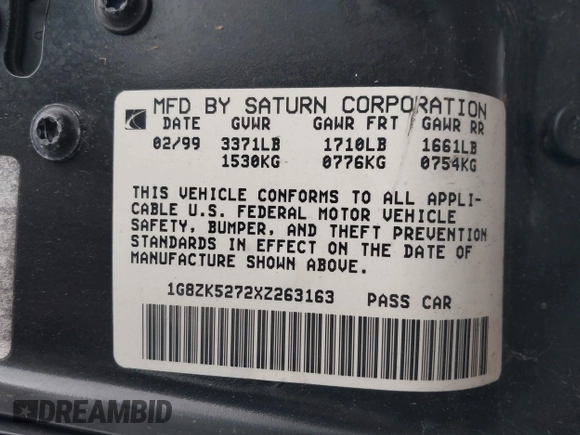 MFD BY SATURN CORPORATION
DATE GVWR GAWR FRT GAWR RR
02/99 3371LB 1710LB 1661LB
1530KG 0776KG 0754KG
THIS VEHICLE CONFORMS TO ALL APPLI-
CABLE U.S. FEDERAL MOTOR VEHICLE
SAFETY, BUMPER, AND THEFT PREVENTION
STANDARDS IN EFFECT ON THE DATE OF
MANUFACTURE SHOWN ABOVE.
1G8ZK5272XZ263163 PASS CAR
DREAMBID